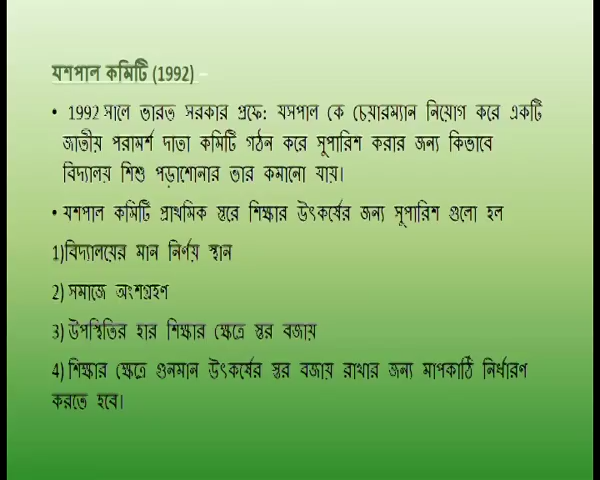 যশপাল কমিটি (1992) –
• 1992 সালে ভারত সরকার প্রফে: যসপাল কে চেয়ারম্যান নিয়োগ করে একটি
জাতীয় পরামর্শ দাতা কমিটি গঠন করে সুপারিশ করার জন্য কিভাবে
বিদ্যালয় শিশু পড়াশোনার ভার কমানো যায়।
• যশপাল কমিটি প্রাথমিক স্তরে শিক্ষার উৎকর্ষের জন্য সুপারিশ গুলো হল
1)বিদ্যালয়ের মান নির্ণয় স্থান
2) সমাজে অংশগ্রহণ
3) উপস্থিতির হার শিক্ষার ক্ষেত্রে স্তর বজায়
4) শিক্ষার ক্ষেত্রে গুনমান উৎকর্ষের স্তর বজায় রাখার জন্য মাপকাঠি নির্ধারণ
করতে হবে।